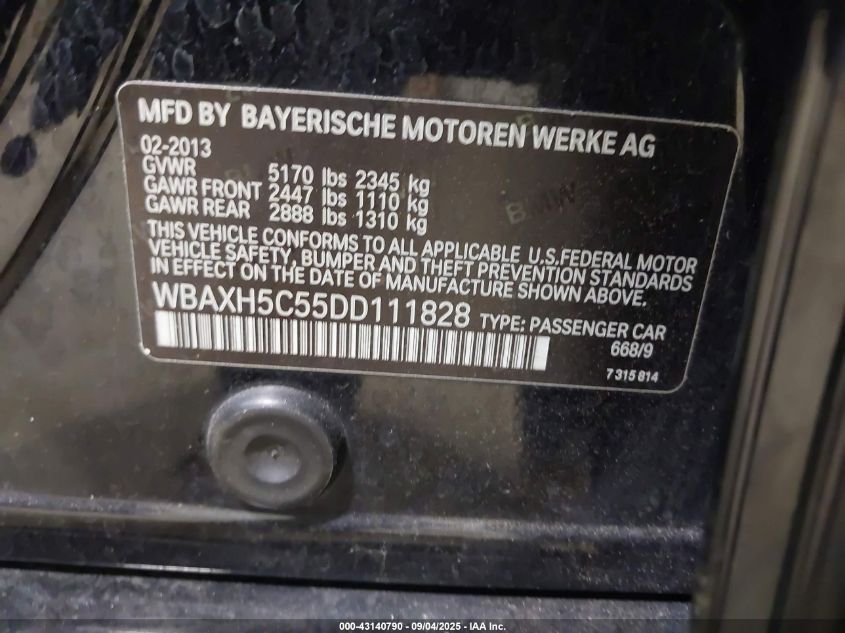 MFD BY BAYERISCHE MOTOREN WERKE AG
02-2013
GVWR 5170 lbs 2345 kg
GAWR FRONT 2447 lbs 1110 kg
GAWR REAR 2888 lbs 1310 kg
THIS VEHICLE CONFORMS TO ALL APPLICABLE U.S.FEDERAL MOTOR
VEHICLE SAFETY, BUMPER AND THEFT PREVENTION STANDARDS
IN EFFECT ON THE DATE OF MANUFACTURE SHOWN ABOVE.
WBAXH5C55DD111828 TYPE: PASSENGER CAR
668/9
7 315 814
000-43140790 - 09/04/2025 - IAA Inc.